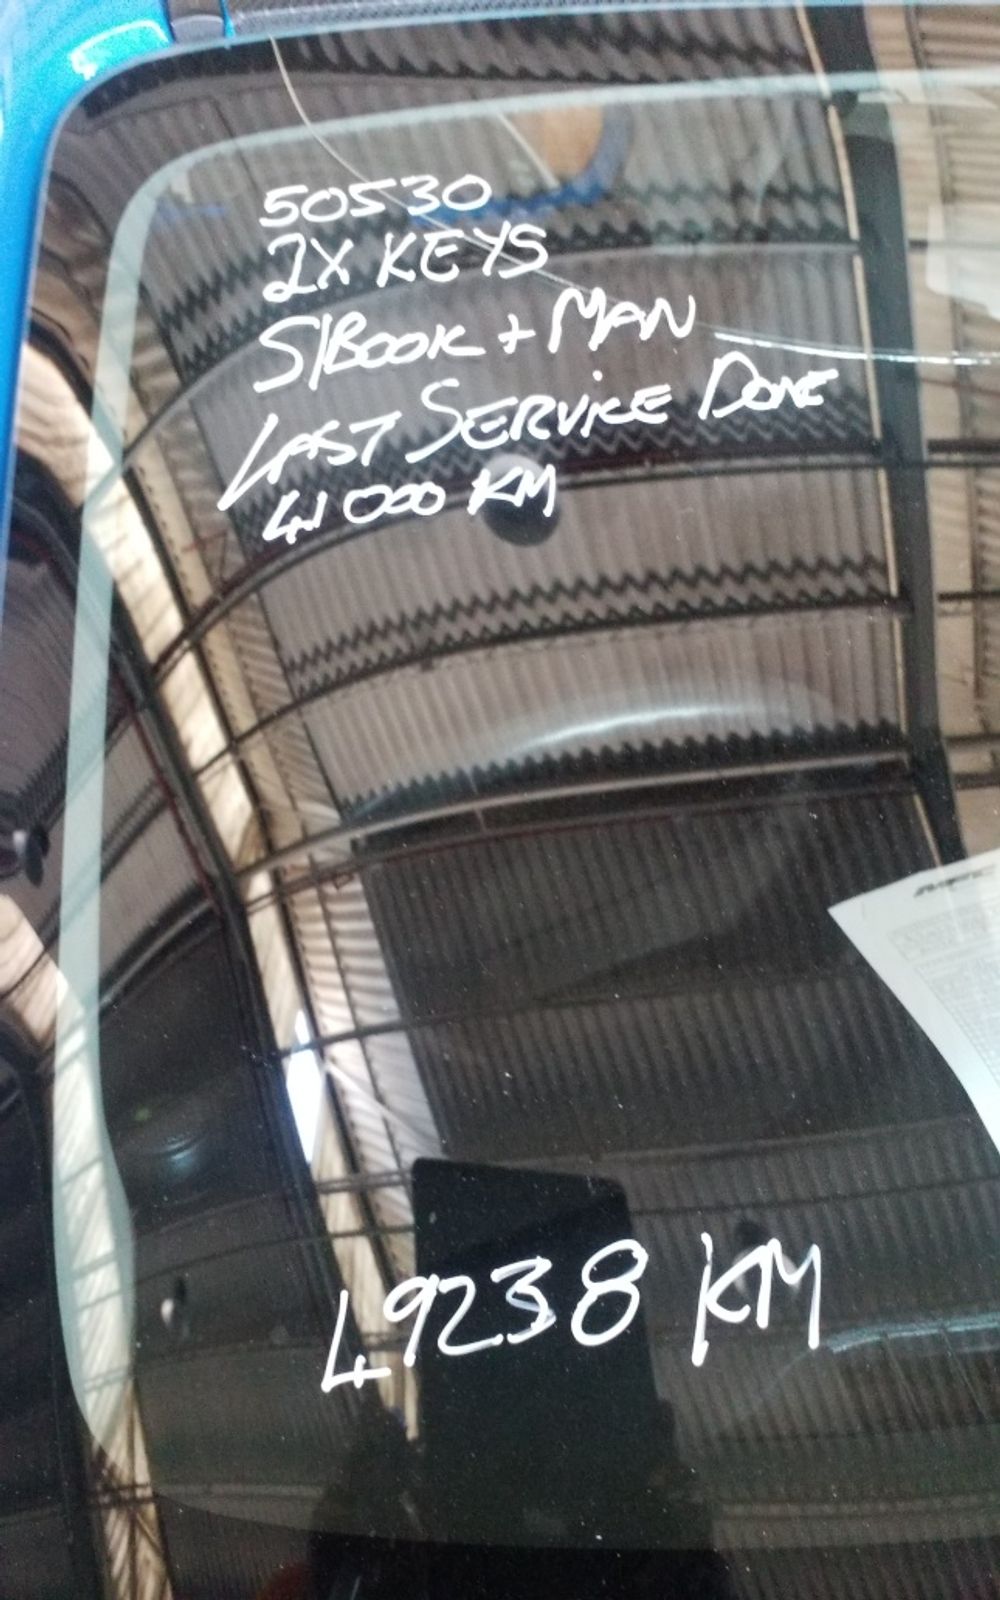 50530
2X KEYS
S/BOOK + MAN
LAST SERVICE DONE
41 000 KM
49238 KM